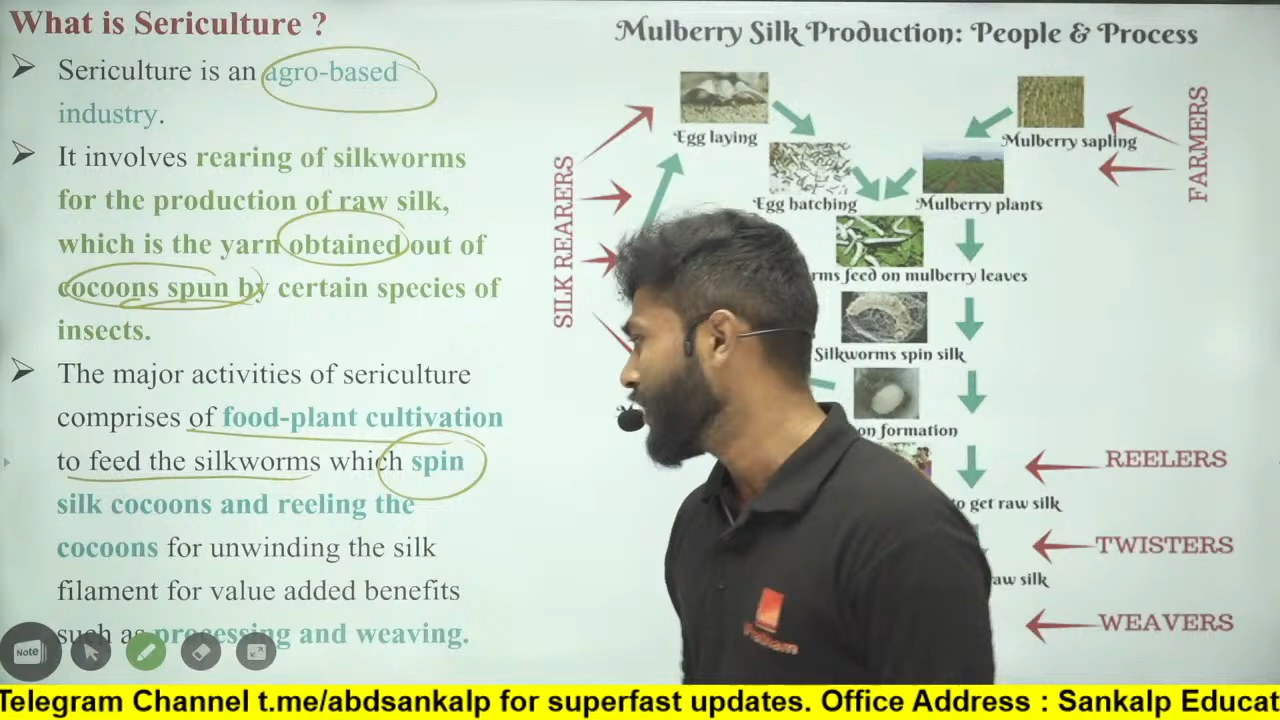 What is Sericulture ?
Sericulture is an agro-based
industry.
It involves rearing of silkworms
for the production of raw silk,
which is the yarn obtained out of
cocoons spun by certain species of
insects.
The major activities of sericulture
comprises of food-plant cultivation
to feed the silkworms which spin
silk cocoons and reeling the
cocoons for unwinding the silk
filament for value added benefits
such as processing and weaving.
Note
Mulberry Silk Production: People & Process
Egg laying
Mulberry sapling
Egg hatching
Mulberry plants
rms feed on mulberry leaves
Silkworms spin silk
on formation
to get raw silk
raw silk
SILK REARERS
FARMERS
REELERS
TWISTERS
WEAVERS
Telegram Channel t.me/abdsankalp for superfast updates. Office Address : Sankalp Educat